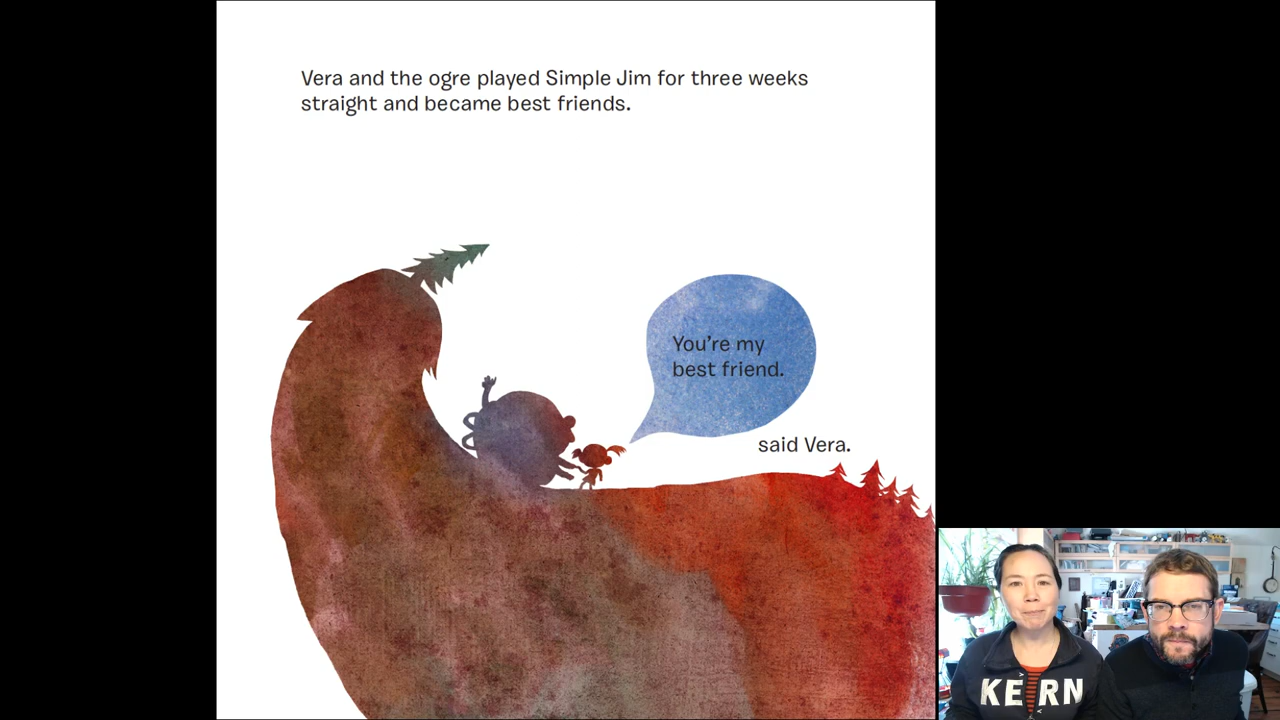 Vera and the ogre played Simple Jim for three weeks
straight and became best friends.
You're my
best friend.
said Vera.
KERN